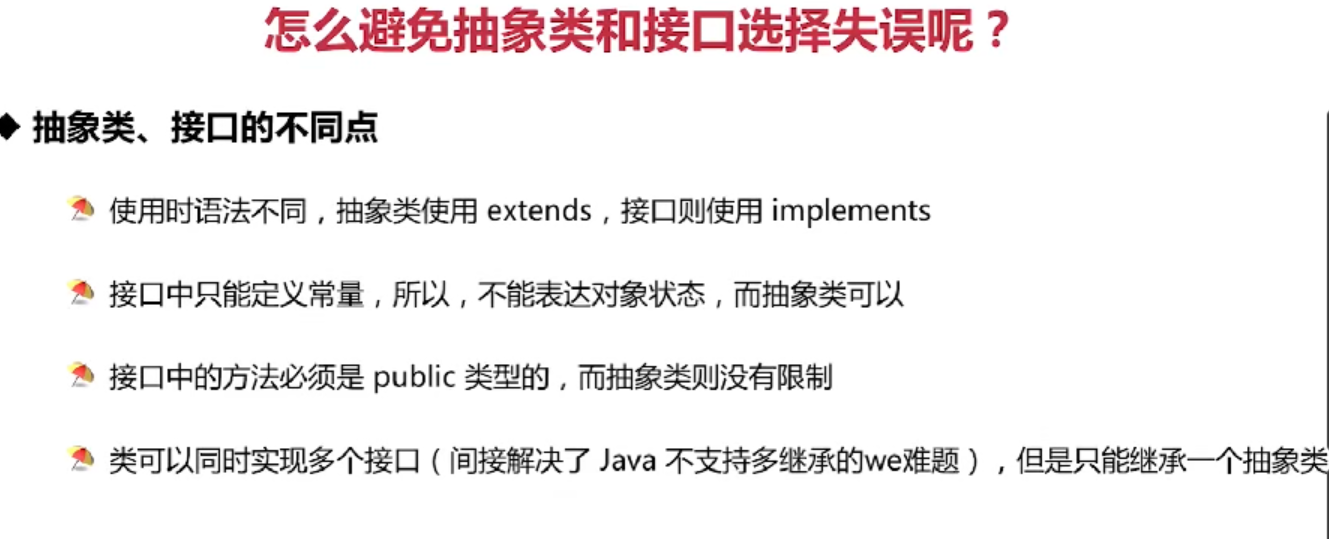 怎么避免抽象类和接口选择失误呢？
◆ 抽象类、接口的不同点
使用时语法不同，抽象类使用 extends，接口则使用 implements
接口中只能定义常量，所以，不能表达对象状态，而抽象类可以
接口中的方法必须是 public 类型的，而抽象类则没有限制
类可以同时实现多个接口（间接解决了 Java 不支持多继承的we难题），但是只能继承一个抽象类